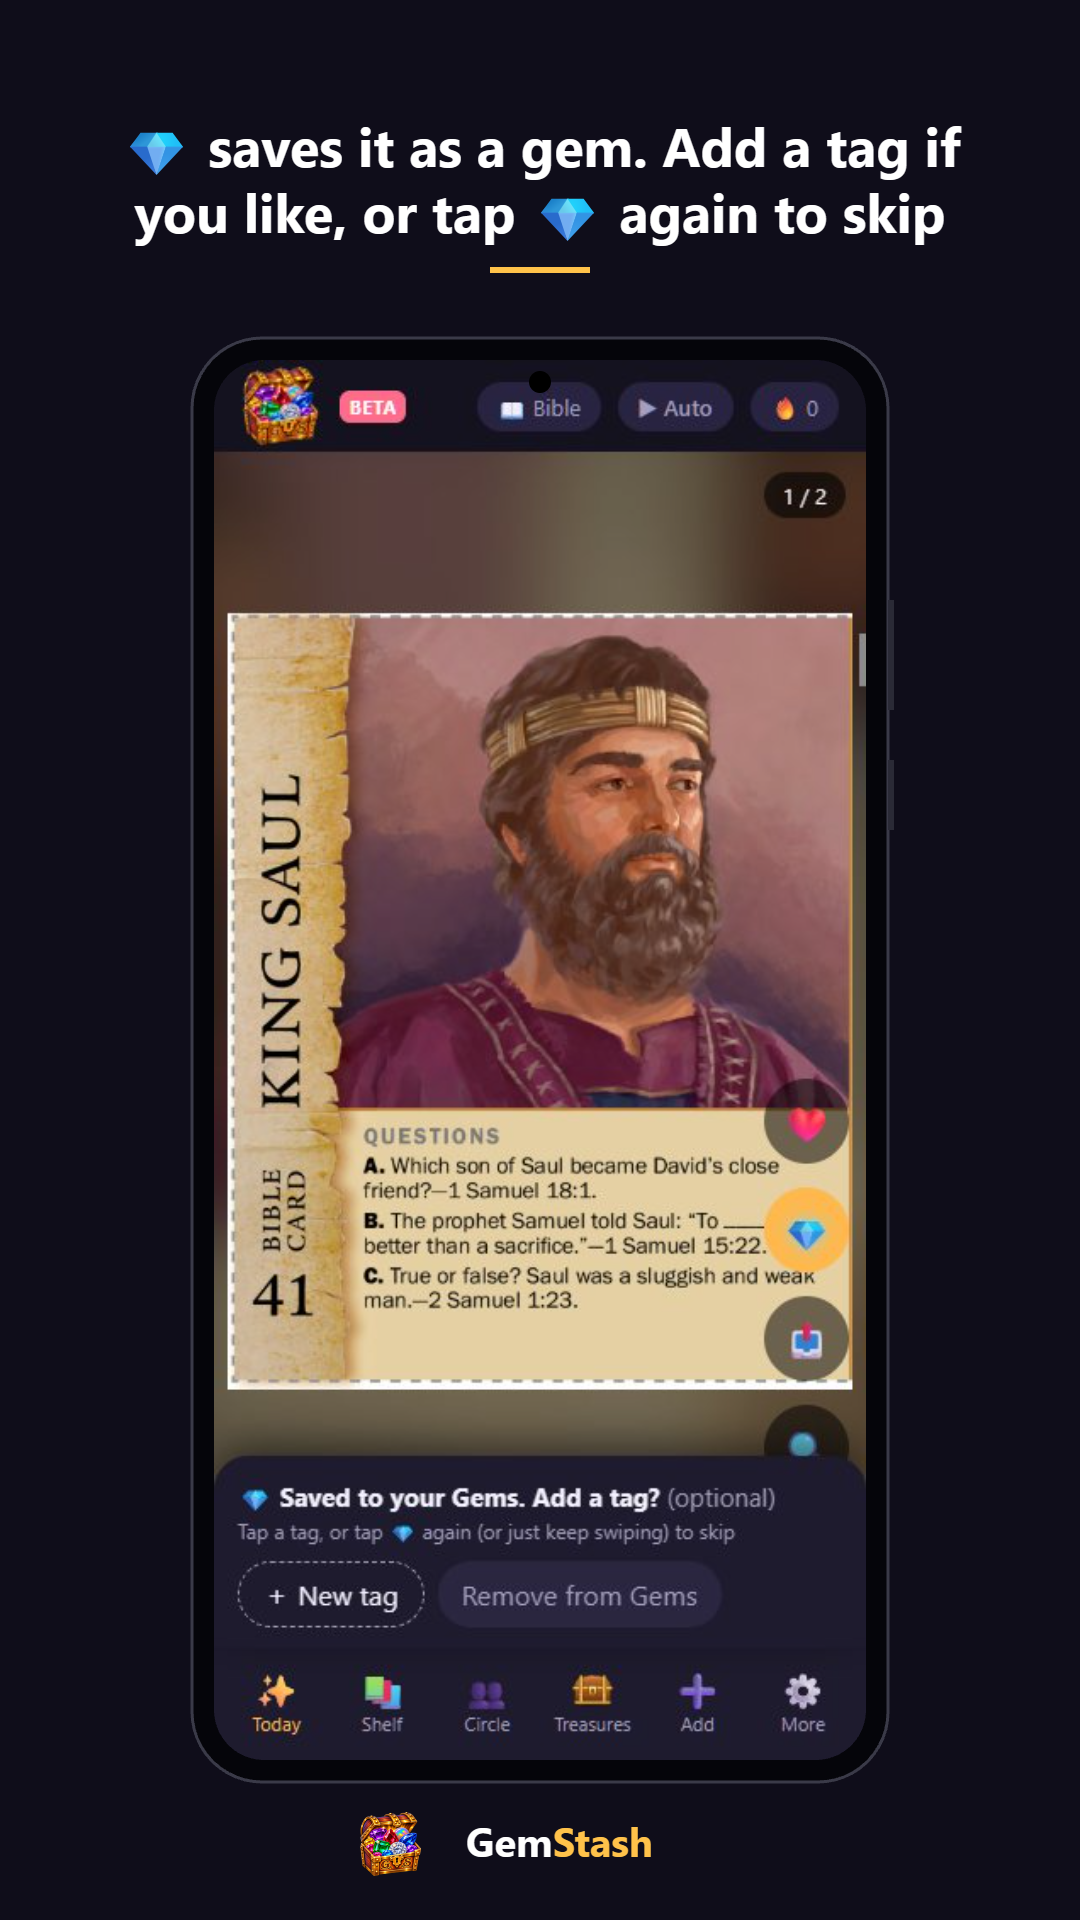 💎 saves it as a gem. Add a tag if
you like, or tap 💎 again to skip
BETA
Bible
Auto
0
1 / 2
KING SAUL
BIBLE
CARD
41
QUESTIONS
A. Which son of Saul became David's close
friend?—1 Samuel 18:1.
B. The prophet Samuel told Saul: “To ____
better than a sacrifice.”—1 Samuel 15:22.
C. True or false? Saul was a sluggish and weak
man.—2 Samuel 1:23.
💎 Saved to your Gems. Add a tag? (optional)
Tap a tag, or tap 💎 again (or just keep swiping) to skip
+ New tag
Remove from Gems
Today
Shelf
Circle
Treasures
Add
More
GemStash